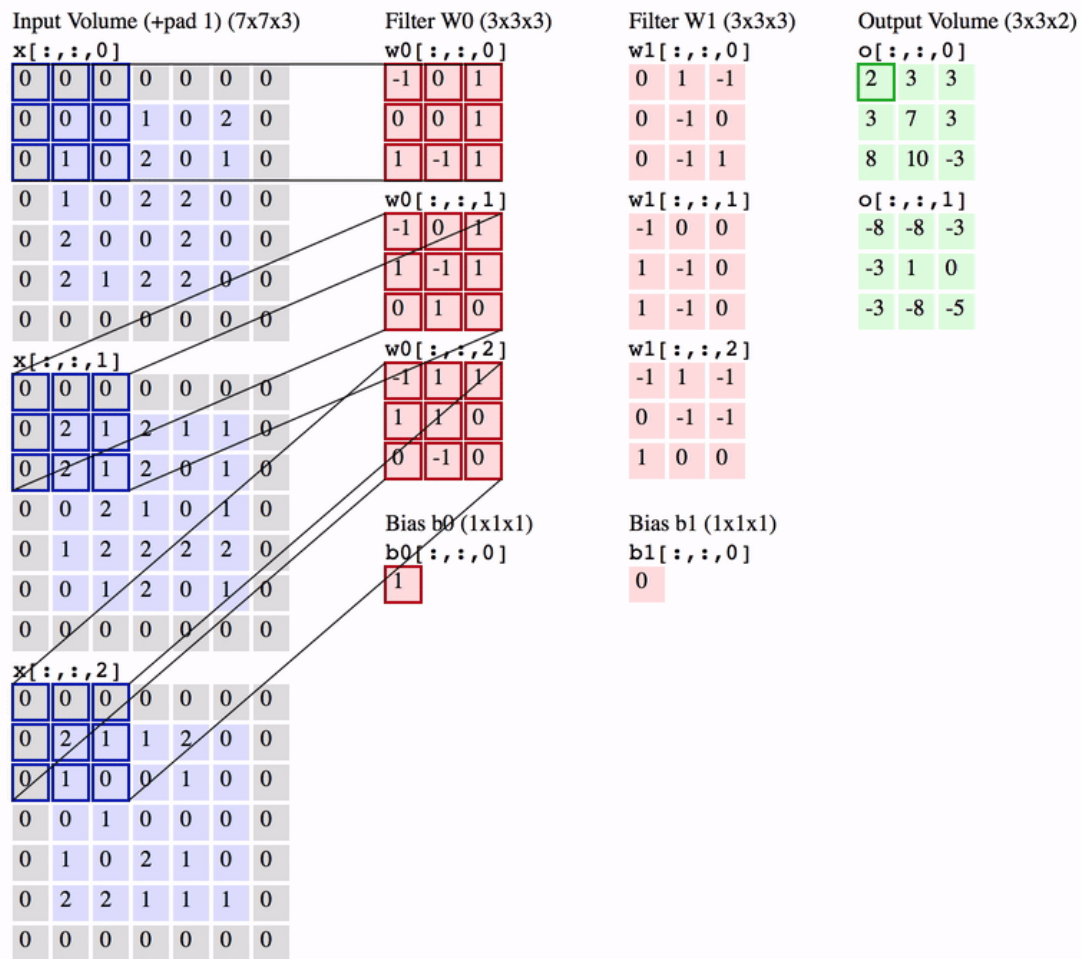 Input Volume (+pad 1) (7x7x3)
x[:,:,0]
0 0 0 0 0 0 0
0 0 0 1 0 2 0
0 1 0 2 0 1 0
0 1 0 2 2 0 0
0 2 0 0 2 0 0
0 2 1 2 2 0 0
0 0 0 0 0 0 0
x[:,:,1]
0 0 0 0 0 0 0
0 2 1 2 1 1 0
0 2 1 2 0 1 0
0 0 2 1 0 1 0
0 1 2 2 2 2 0
0 0 1 2 0 1 0
0 0 0 0 0 0 0
x[:,:,2]
0 0 0 0 0 0 0
0 2 1 1 2 0 0
0 1 0 0 1 0 0
0 0 1 0 0 0 0
0 1 0 2 1 0 0
0 2 2 1 1 1 0
0 0 0 0 0 0 0
Filter W0 (3x3x3)
w0[:,:,0]
-1 0 1
0 0 1
1 -1 1
w0[:,:,1]
-1 0 1
1 -1 1
0 1 0
w0[:,:,2]
-1 1 1
1 1 0
0 -1 0
Bias b0 (1x1x1)
b0[:,:,0]
1
Filter W1 (3x3x3)
w1[:,:,0]
0 1 -1
0 -1 0
0 -1 1
w1[:,:,1]
-1 0 0
1 -1 0
1 -1 0
w1[:,:,2]
-1 1 -1
0 -1 -1
1 0 0
Bias b1 (1x1x1)
b1[:,:,0]
0
Output Volume (3x3x2)
o[:,:,0]
2 3 3
3 7 3
8 10 -3
o[:,:,1]
-8 -8 -3
-3 1 0
-3 -8 -5